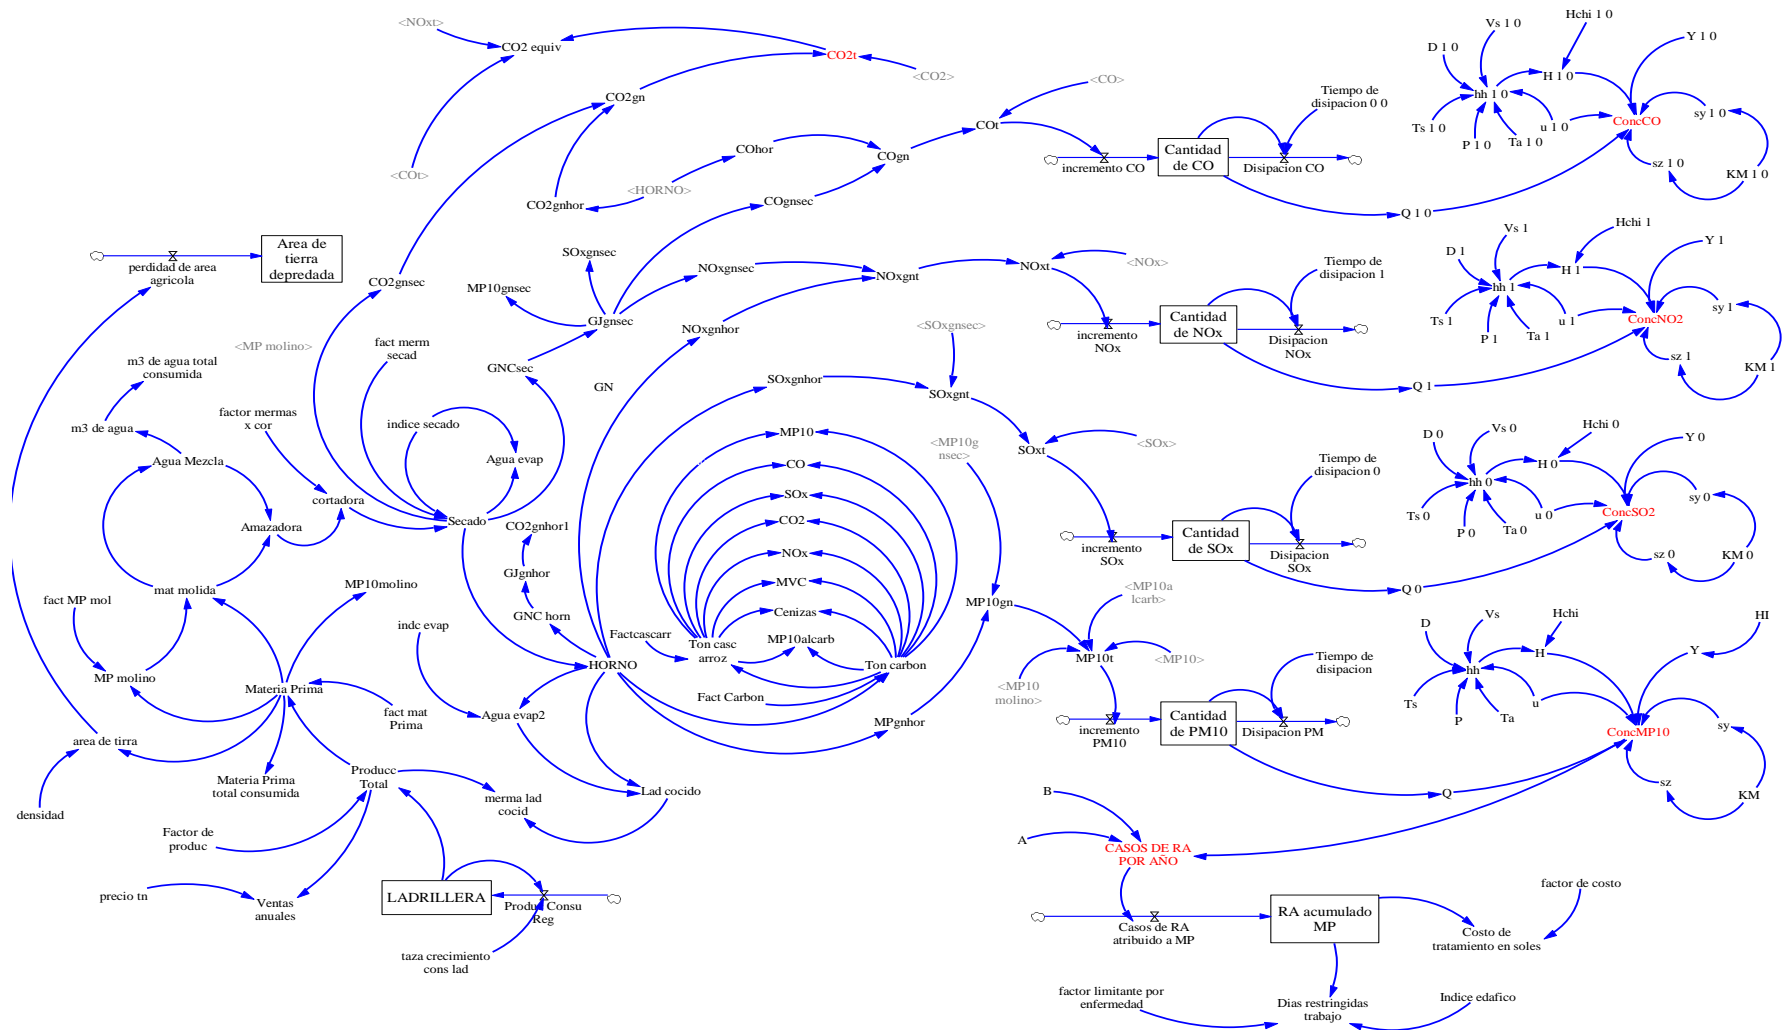 <NOxt>
CO2 equiv
CO2t
<CO2>
CO2gn
<COt>
CO2gnhor
<HORNO>
COhor
COgn
COgnsec
COt
<CO>
incremento CO
Cantidad
de CO
Tiempo de
disipacion 0 0
Disipacion CO
D 1 0
Vs 1 0
Hchi 1 0
Y 1 0
hh 1 0
H 1 0
Ts 1 0
P 1 0
Ta 1 0
u 1 0
ConcCO
sy 1 0
sz 1 0
KM 1 0
Q 1 0
perdidad de area
agricola
Area de
tierra
depredada
CO2gnsec
SOxgnsec
MP10gnsec
GJgnsec
NOxgnsec
NOxgnt
NOxgnhor
NOxt
<NOx>
incremento
NOx
Cantidad
de NOx
Tiempo de
disipacion 1
Disipacion
NOx
D 1
Vs 1
Hchi 1
Y 1
hh 1
H 1
Ts 1
P 1
Ta 1
u 1
ConcNO2
sy 1
sz 1
KM 1
Q 1
<MP molino>
fact merm
secad
GNCsec
GN
<SOxgnsec>
SOxgnhor
SOxgnt
m3 de agua total
consumida
m3 de agua
factor mermas
x cor
indice secado
Agua evap
Agua Mezcla
cortadora
Amazadora
Secado
CO2gnhor1
GJgnhor
GNC horn
MP10
CO
SOx
CO2
NOx
MVC
Cenizas
MP10alcarb
Ton casc
arroz
Ton carbon
Factcascarr
Fact Carbon
<MP10g
nsec>
SOxt
<SOx>
incremento
SOx
Cantidad
de SOx
Tiempo de
disipacion 0
Disipacion
SOx
D 0
Vs 0
Hchi 0
Y 0
hh 0
H 0
Ts 0
P 0
Ta 0
u 0
ConcSO2
sy 0
sz 0
KM 0
Q 0
mat molida
fact MP mol
MP molino
MP10molino
Materia Prima
fact mat
Prima
indc evap
HORNO
Agua evap2
MPgnhor
MP10gn
<MP10a
lcarb>
MP10t
<MP10>
<MP10
molino>
incremento
PM10
Cantidad
de PM10
Tiempo de
disipacion
Disipacion PM
D
Vs
Hchi
HI
Y
hh
H
Ts
P
Ta
u
ConcMP10
sy
sz
KM
Q
area de tirra
densidad
Materia Prima
total consumida
Producc
Total
merma lad
cocid
Lad cocido
Factor de
produc
precio tn
Ventas
anuales
LADRILLERA
Produc Consu
Reg
taza crecimiento
cons lad
B
A
CASOS DE RA
POR AÑO
Casos de RA
atribuido a MP
RA acumulado
MP
factor de costo
Costo de
tratamiento en soles
factor limitante por
enfermedad
Dias restringidas
trabajo
Indice edafico